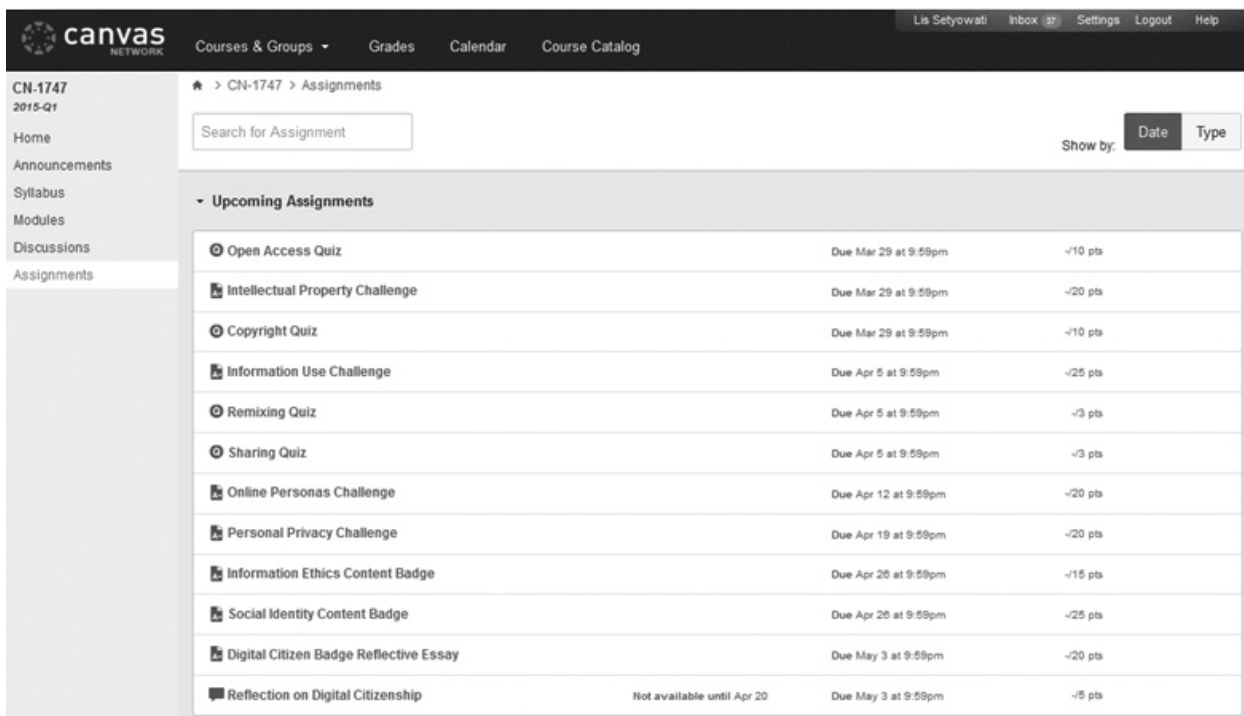 Lis Setyowati Inbox 37 Settings Logout Help
canvas
NETWORK
Courses & Groups Grades Calendar Course Catalog
CN-1747
2015-Q1
Home
Announcements
Syllabus
Modules
Discussions
Assignments
> CN-1747 > Assignments
Search for Assignment
Show by: Date Type
Upcoming Assignments
Open Access Quiz Due Mar 29 at 9:59pm -/10 pts
Intellectual Property Challenge Due Mar 29 at 9:59pm -/20 pts
Copyright Quiz Due Mar 29 at 9:59pm -/10 pts
Information Use Challenge Due Apr 5 at 9:59pm -/25 pts
Remixing Quiz Due Apr 5 at 9:59pm -/3 pts
Sharing Quiz Due Apr 5 at 9:59pm -/3 pts
Online Personas Challenge Due Apr 12 at 9:59pm -/20 pts
Personal Privacy Challenge Due Apr 19 at 9:59pm -/20 pts
Information Ethics Content Badge Due Apr 26 at 9:59pm -/15 pts
Social Identity Content Badge Due Apr 26 at 9:59pm -/25 pts
Digital Citizen Badge Reflective Essay Due May 3 at 9:59pm -/20 pts
Reflection on Digital Citizenship Not available until Apr 20 Due May 3 at 9:59pm -/5 pts